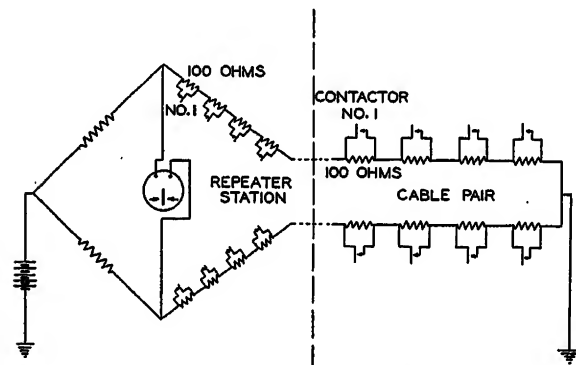 100 OHMS
NO.1
CONTACTOR
NO.1
100 OHMS
REPEATER
STATION
CABLE PAIR